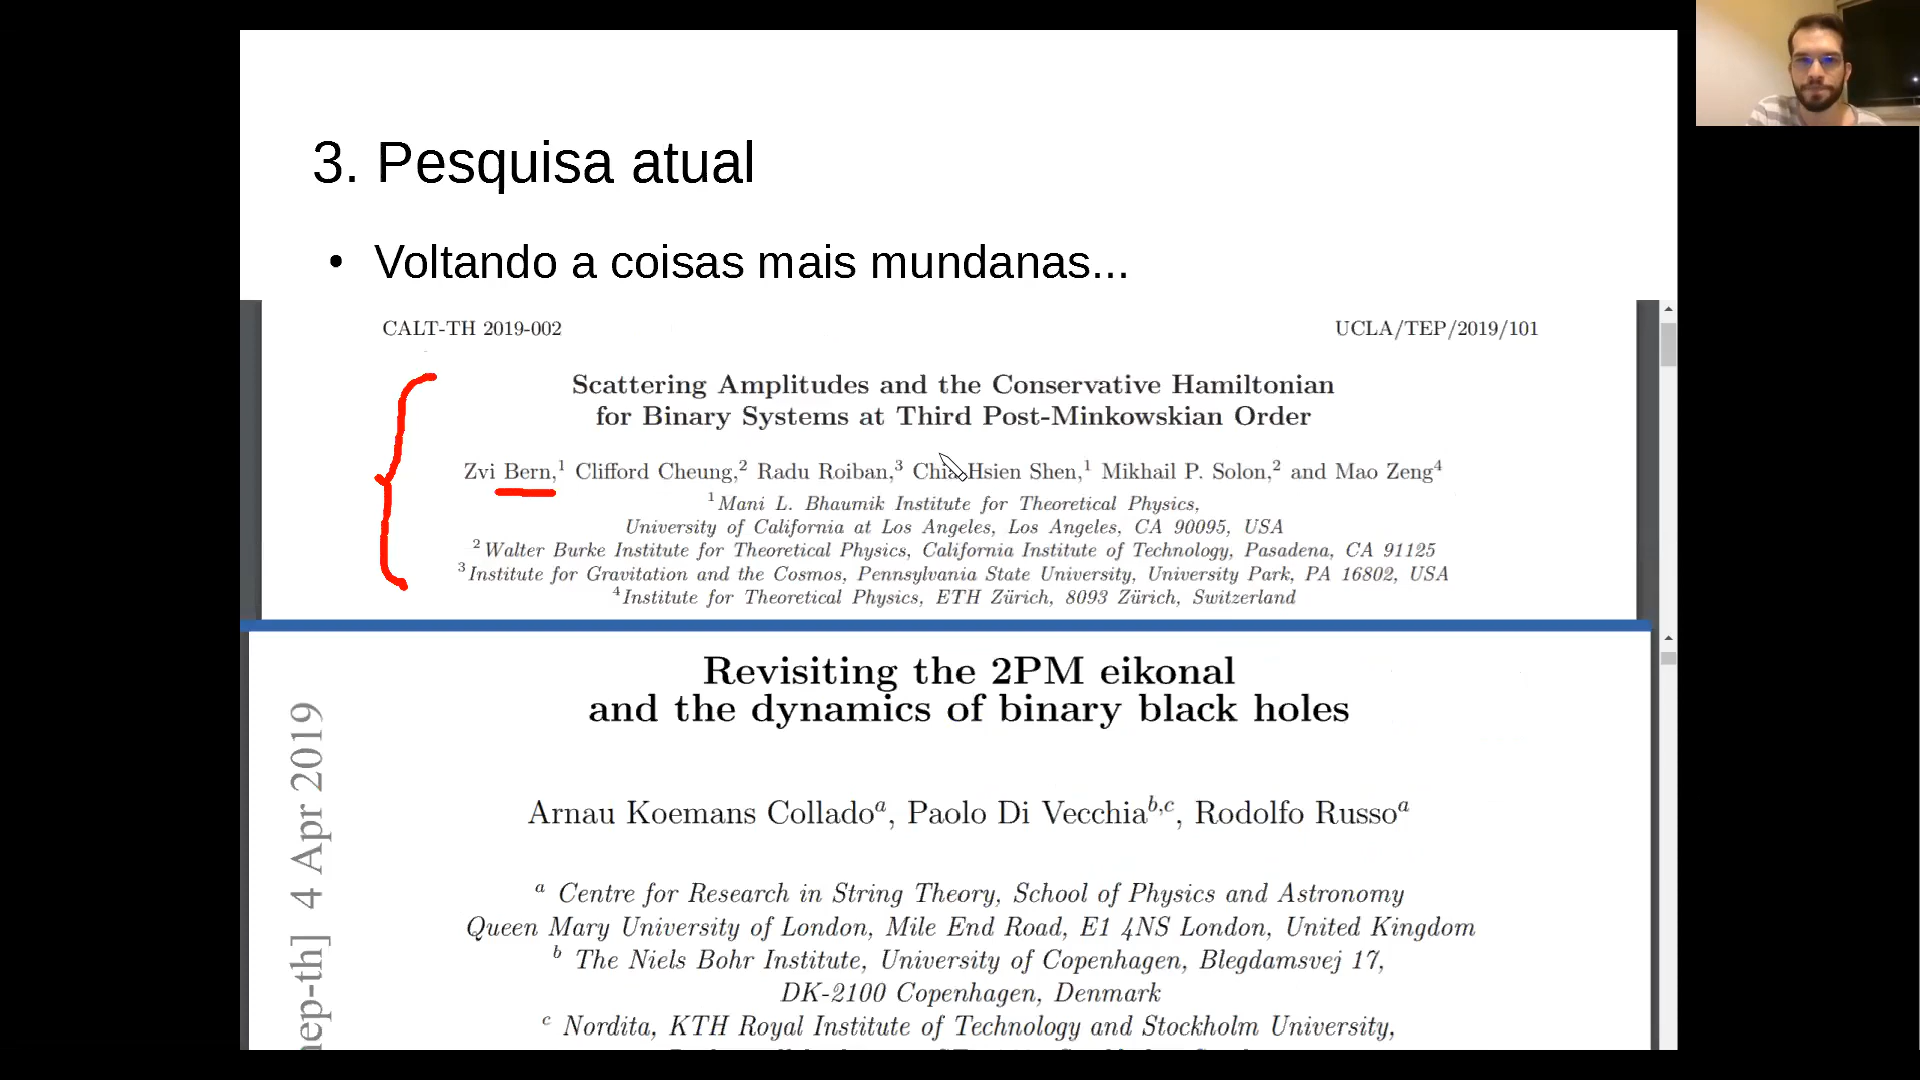 3. Pesquisa atual
• Voltando a coisas mais mundanas...
CALT-TH 2019-002 UCLA/TEP/2019/101
Scattering Amplitudes and the Conservative Hamiltonian
for Binary Systems at Third Post-Minkowskian Order
Zvi Bern,¹ Clifford Cheung,² Radu Roiban,³ Chia-Hsien Shen,¹ Mikhail P. Solon,² and Mao Zeng⁴
¹Mani L. Bhaumik Institute for Theoretical Physics,
University of California at Los Angeles, Los Angeles, CA 90095, USA
²Walter Burke Institute for Theoretical Physics, California Institute of Technology, Pasadena, CA 91125
³Institute for Gravitation and the Cosmos, Pennsylvania State University, University Park, PA 16802, USA
⁴Institute for Theoretical Physics, ETH Zürich, 8093 Zürich, Switzerland
Revisiting the 2PM eikonal
and the dynamics of binary black holes
Arnau Koemans Colladoᵃ, Paolo Di Vecchiaᵇ,ᶜ, Rodolfo Russoᵃ
ᵃ Centre for Research in String Theory, School of Physics and Astronomy
Queen Mary University of London, Mile End Road, E1 4NS London, United Kingdom
ᵇ The Niels Bohr Institute, University of Copenhagen, Blegdamsvej 17,
DK-2100 Copenhagen, Denmark
ᶜ Nordita, KTH Royal Institute of Technology and Stockholm University,
hep-th] 4 Apr 2019